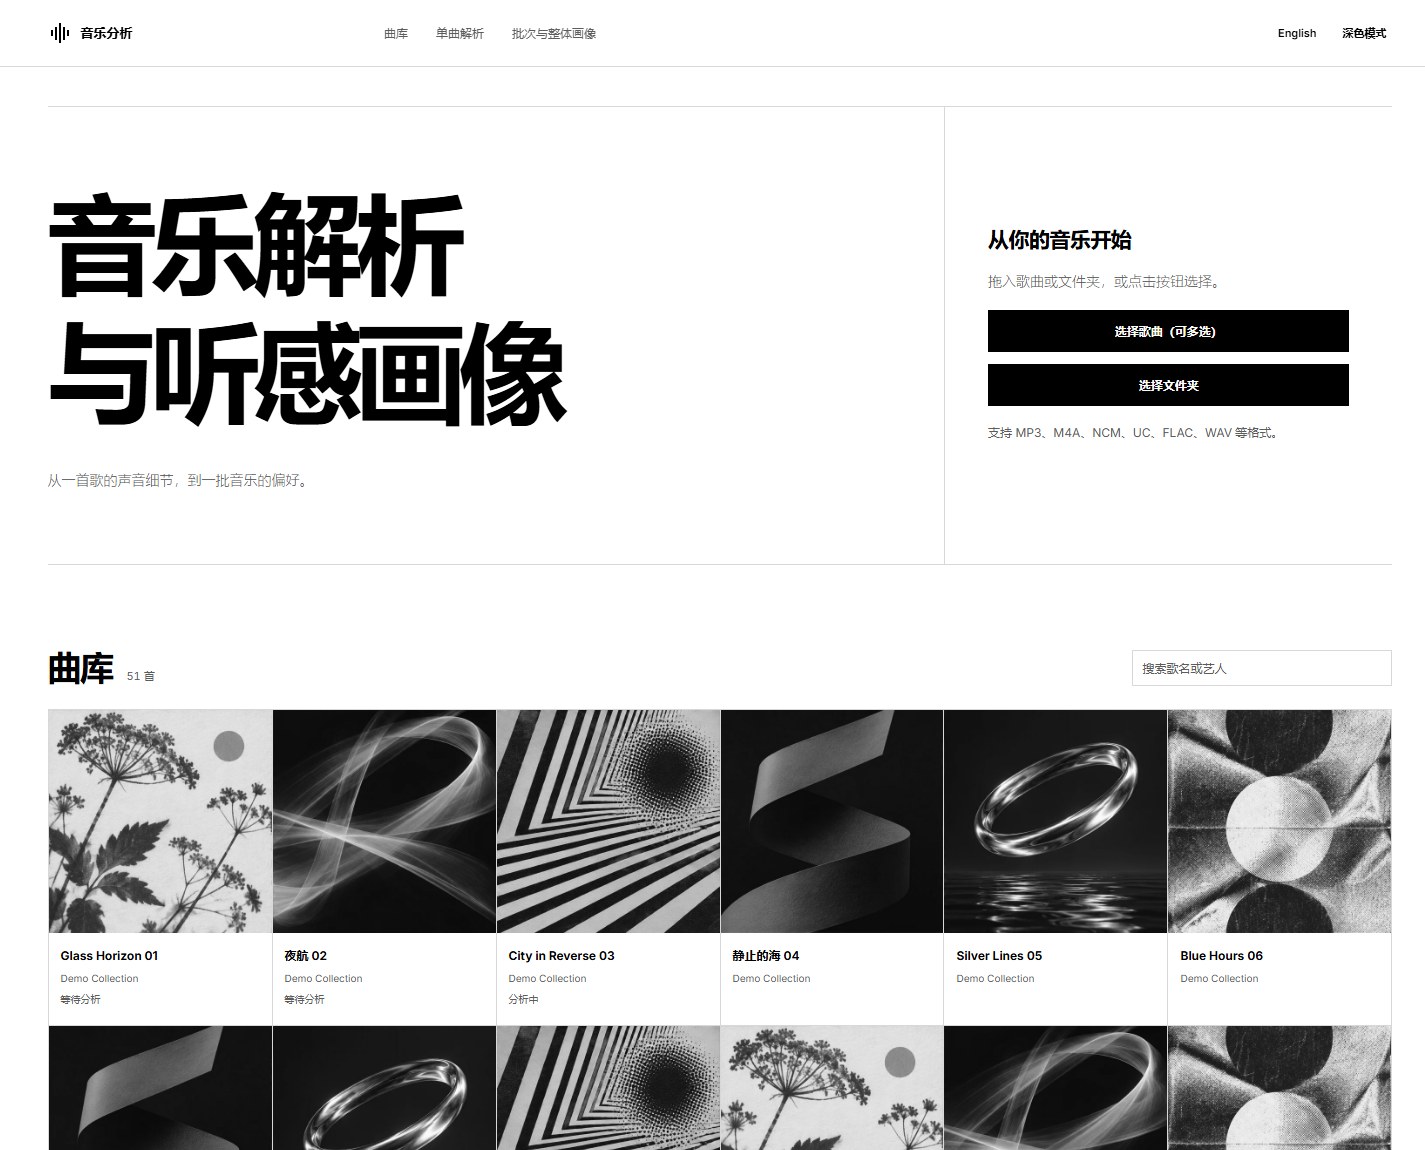 音乐分析
曲库 单曲解析 批次与整体画像
English 深色模式
音乐解析
与听感画像
从一首歌的声音细节，到一批音乐的偏好。
从你的音乐开始
拖入歌曲或文件夹，或点击按钮选择。
选择歌曲（可多选）
选择文件夹
支持 MP3、M4A、NCM、UC、FLAC、WAV 等格式。
曲库 51 首
搜索歌名或艺人
Glass Horizon 01
Demo Collection
等待分析
夜航 02
Demo Collection
等待分析
City in Reverse 03
Demo Collection
分析中
静止的海 04
Demo Collection
Silver Lines 05
Demo Collection
Blue Hours 06
Demo Collection